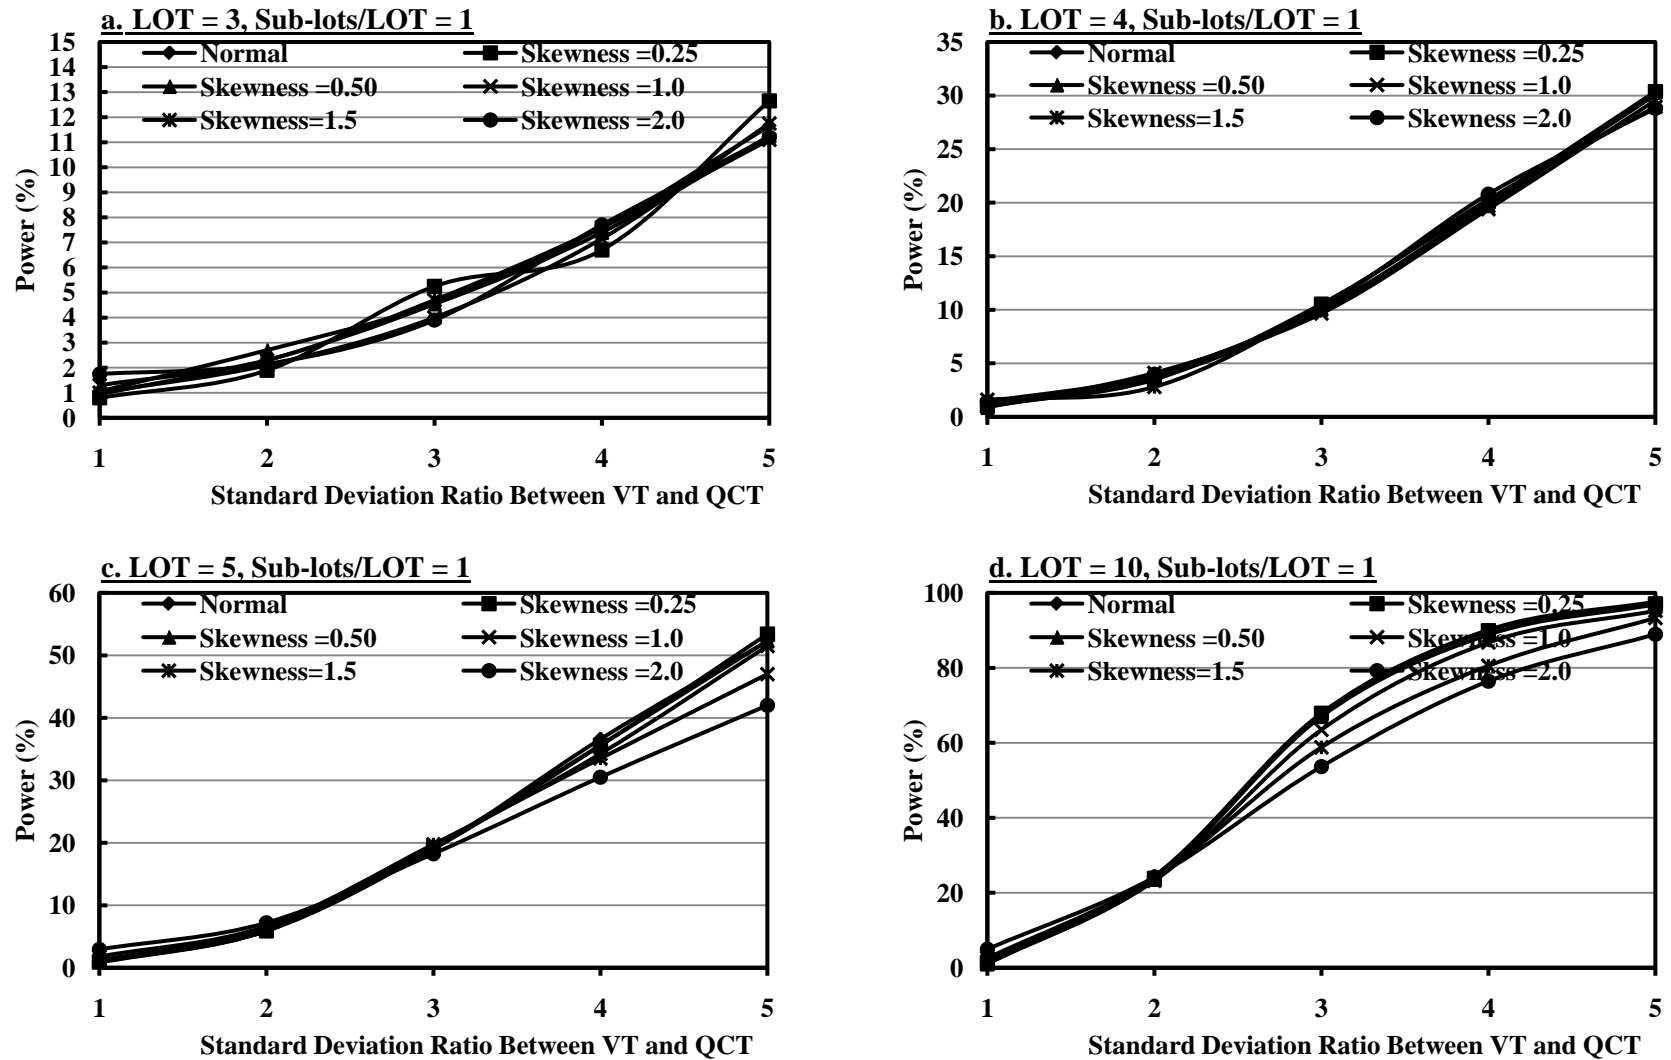 a. LOT = 3, Sub-lots/LOT = 1
Power (%)
15
14
13
12
11
10
9
8
7
6
5
4
3
2
1
0
Normal
Skewness =0.25
Skewness =0.50
Skewness =1.0
Skewness=1.5
Skewness =2.0
1 2 3 4 5
Standard Deviation Ratio Between VT and QCT
b. LOT = 4, Sub-lots/LOT = 1
Power (%)
35
30
25
20
15
10
5
0
Normal
Skewness =0.25
Skewness =0.50
Skewness =1.0
Skewness=1.5
Skewness =2.0
1 2 3 4 5
Standard Deviation Ratio Between VT and QCT
c. LOT = 5, Sub-lots/LOT = 1
Power (%)
60
50
40
30
20
10
0
Normal
Skewness =0.25
Skewness =0.50
Skewness =1.0
Skewness=1.5
Skewness =2.0
1 2 3 4 5
Standard Deviation Ratio Between VT and QCT
d. LOT = 10, Sub-lots/LOT = 1
Power (%)
100
80
60
40
20
0
Normal
Skewness =0.25
Skewness =0.50
Skewness =1.0
Skewness=1.5
Skewness =2.0
1 2 3 4 5
Standard Deviation Ratio Between VT and QCT